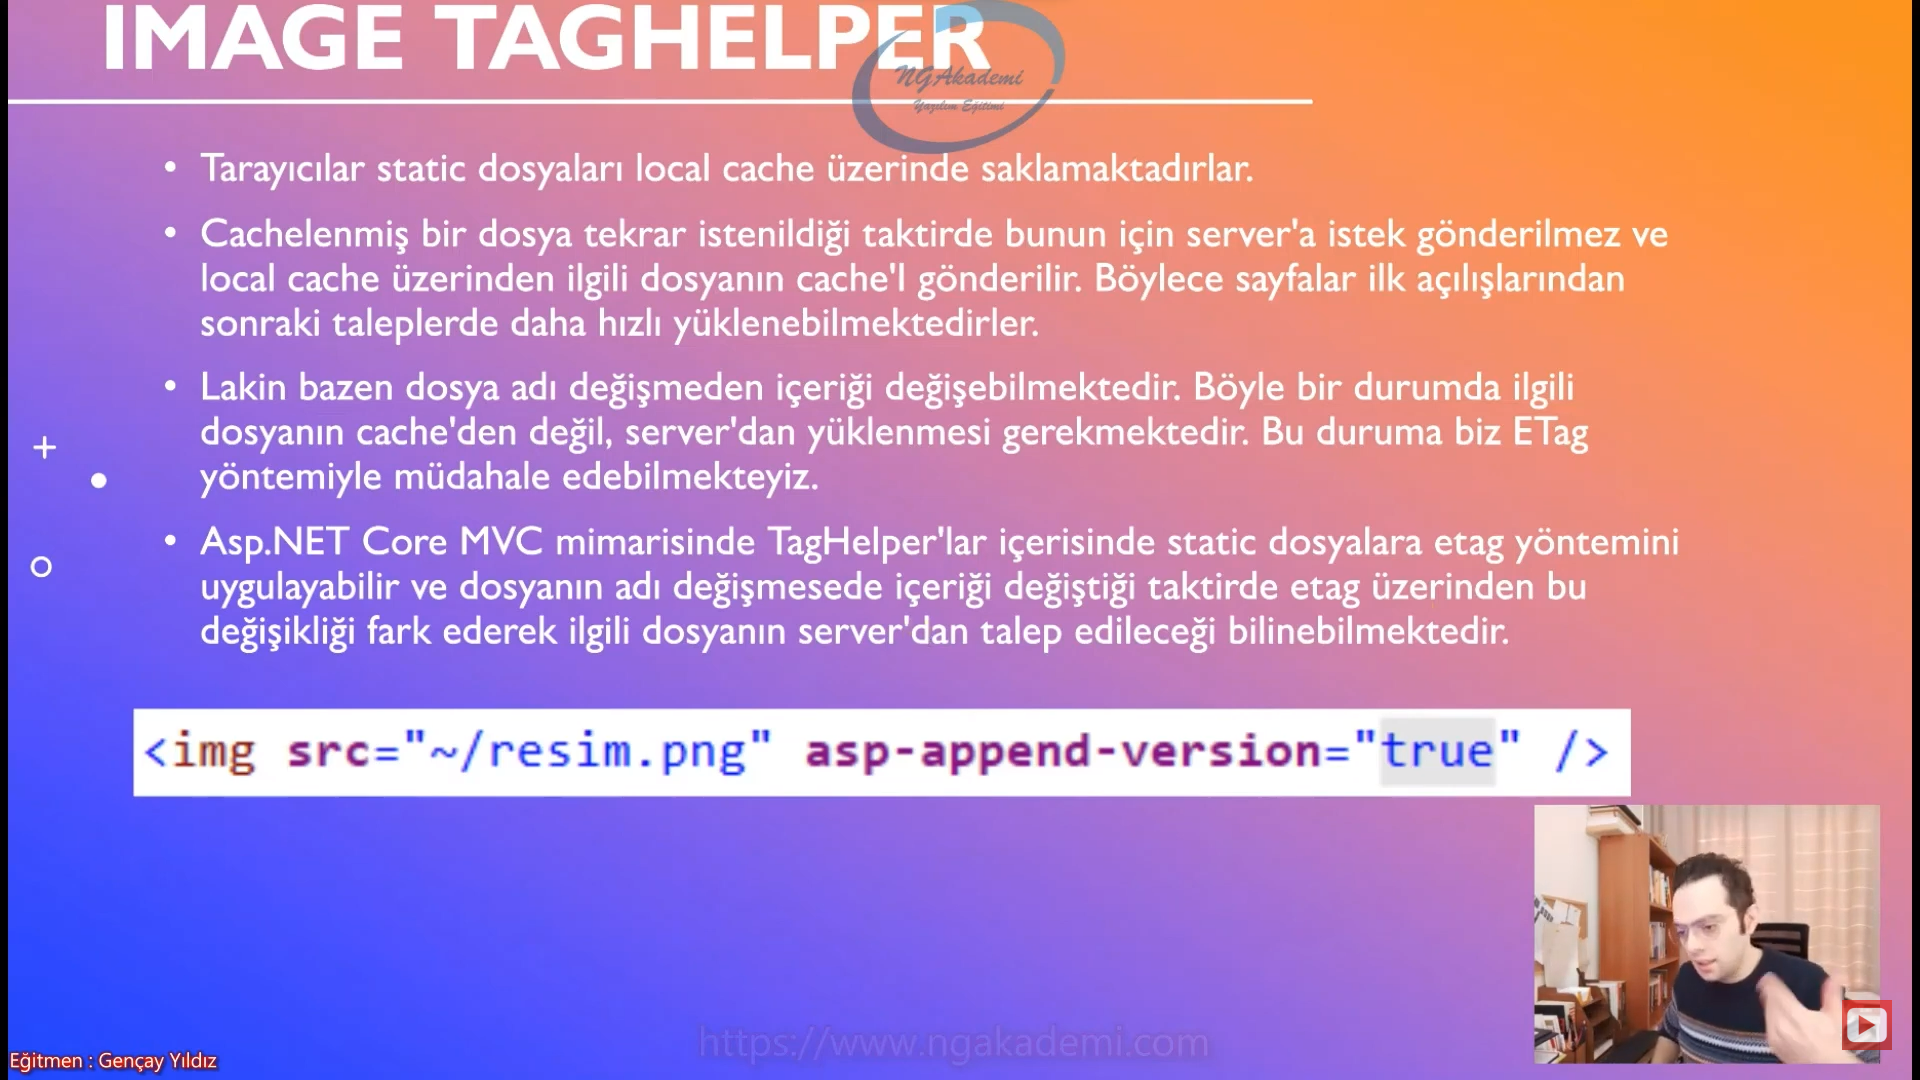 IMAGE TAGHELPER
NGAkademi
Yazılım Eğitimi
• Tarayıcılar static dosyaları local cache üzerinde saklamaktadırlar.
• Cachelenmiş bir dosya tekrar istenildiği taktirde bunun için server'a istek gönderilmez ve
local cache üzerinden ilgili dosyanın cache'l gönderilir. Böylece sayfalar ilk açılışlarından
sonraki taleplerde daha hızlı yüklenebilmektedirler.
• Lakin bazen dosya adı değişmeden içeriği değişebilmektedir. Böyle bir durumda ilgili
dosyanın cache'den değil, server'dan yüklenmesi gerekmektedir. Bu duruma biz ETag
yöntemiyle müdahale edebilmekteyiz.
• Asp.NET Core MVC mimarisinde TagHelper'lar içerisinde static dosyalara etag yöntemini
uygulayabilir ve dosyanın adı değişmesede içeriği değiştiği taktirde etag üzerinden bu
değişikliği fark ederek ilgili dosyanın server'dan talep edileceği bilinebilmektedir.
<img src="~/resim.png" asp-append-version="true" />
https://www.ngakademi.com
Eğitmen : Gençay Yıldız